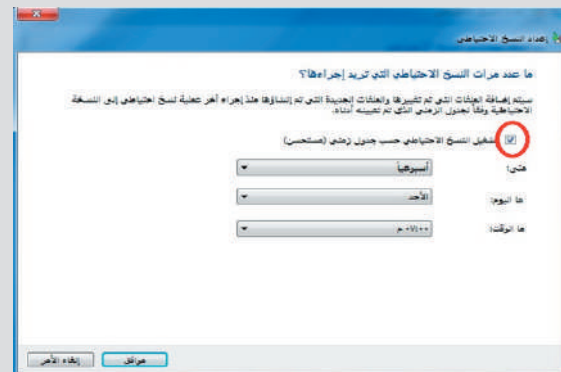 إعداد النسخ الاحتياطي
ما عدد مرات النسخ الاحتياطي التي تريد إجراءها؟
سيتم إضافة الملفات التي تم تغييرها والملفات الجديدة التي تم إنشاؤها منذ إجراء آخر عملية نسخ احتياطي إلى النسخة
الاحتياطية وفقاً لجدول الزمني الذي تم تعيينه أدناه.
تشغيل النسخ الاحتياطي حسب جدول زمني (مستحسن)
متى: أسبوعياً
ما اليوم: الأحد
ما الوقت: ٠٧:٠٠ م
موافق إلغاء الأمر